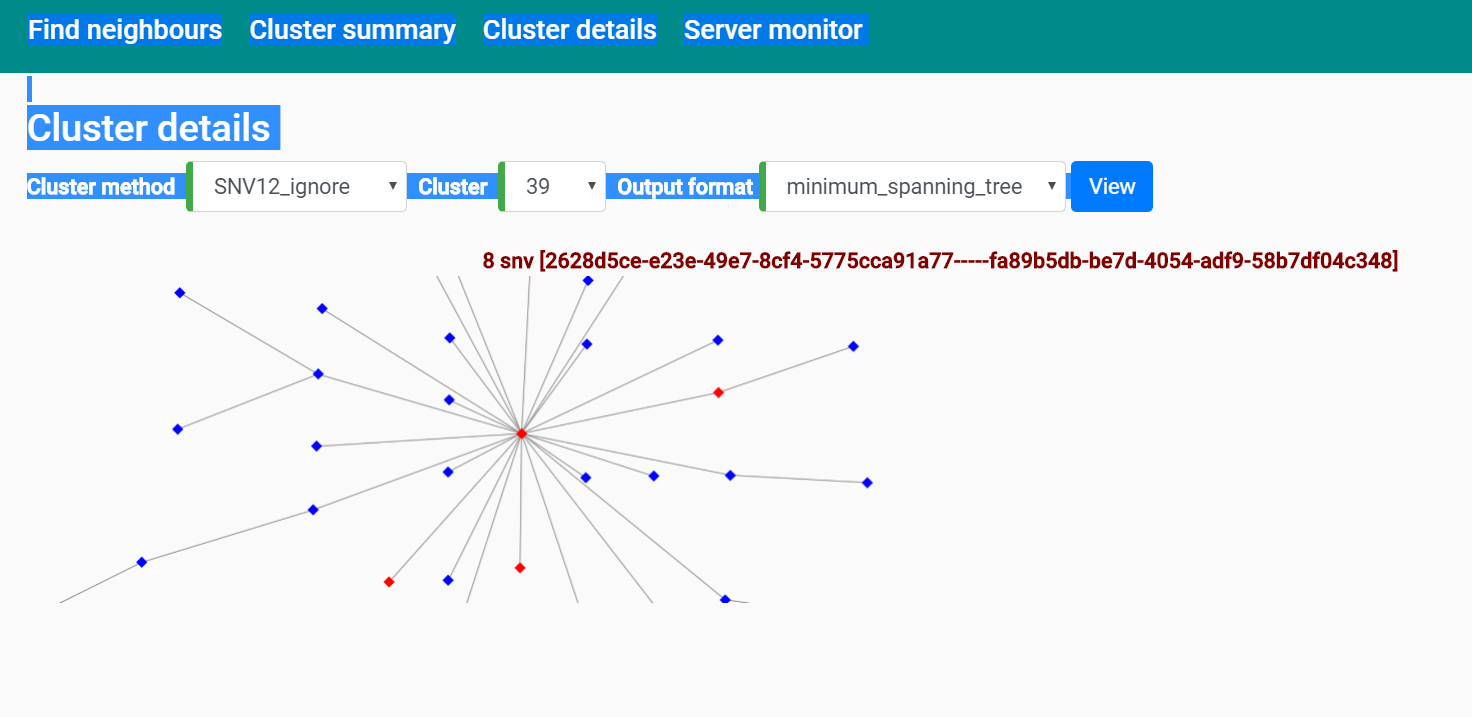 Find neighbours Cluster summary Cluster details Server monitor
Cluster details
Cluster method SNV12_ignore Cluster 39 Output format minimum_spanning_tree View
8 snv [2628d5ce-e23e-49e7-8cf4-5775cca91a77-----fa89b5db-be7d-4054-adf9-58b7df04c348]